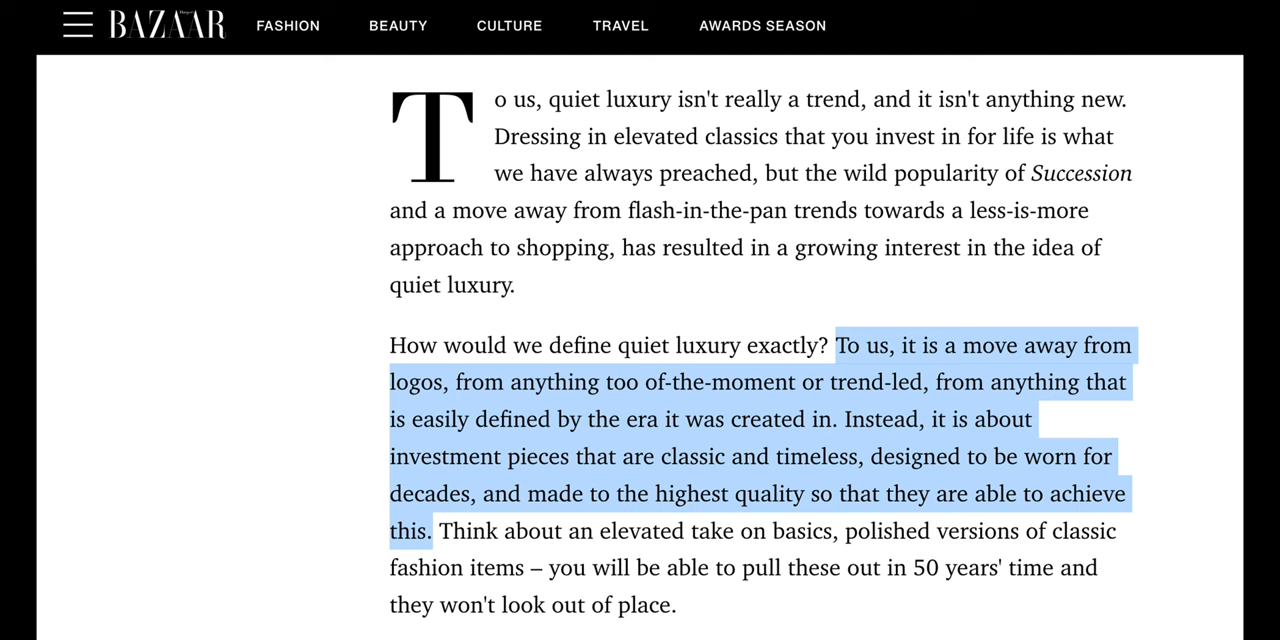 Harper's
BAZAAR FASHION BEAUTY CULTURE TRAVEL AWARDS SEASON
To us, quiet luxury isn't really a trend, and it isn't anything new.
Dressing in elevated classics that you invest in for life is what
we have always preached, but the wild popularity of Succession
and a move away from flash-in-the-pan trends towards a less-is-more
approach to shopping, has resulted in a growing interest in the idea of
quiet luxury.
How would we define quiet luxury exactly? To us, it is a move away from
logos, from anything too of-the-moment or trend-led, from anything that
is easily defined by the era it was created in. Instead, it is about
investment pieces that are classic and timeless, designed to be worn for
decades, and made to the highest quality so that they are able to achieve
this. Think about an elevated take on basics, polished versions of classic
fashion items – you will be able to pull these out in 50 years' time and
they won't look out of place.